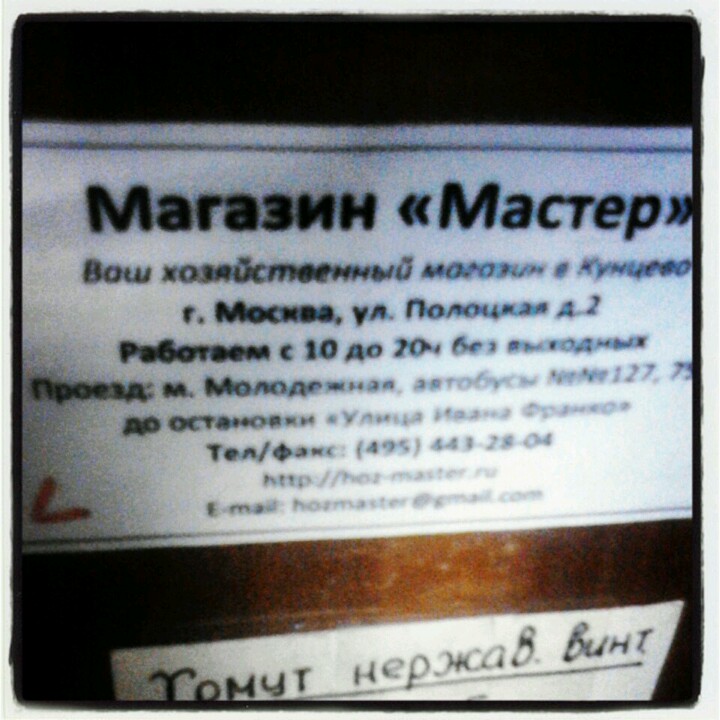 Магазин «Мастер»
Ваш хозяйственный магазин в Кунцево
г. Москва, ул. Полоцкая д.2
Работаем с 10 до 20ч без выходных
Проезд: м. Молодежная, автобусы №№127,
до остановки «Улица Ивана Франко»
Тел/факс: (495) 443-28-04
http://hoz-master.ru
E-mail: hozmaster@gmail.com
Хомут нержав. винт